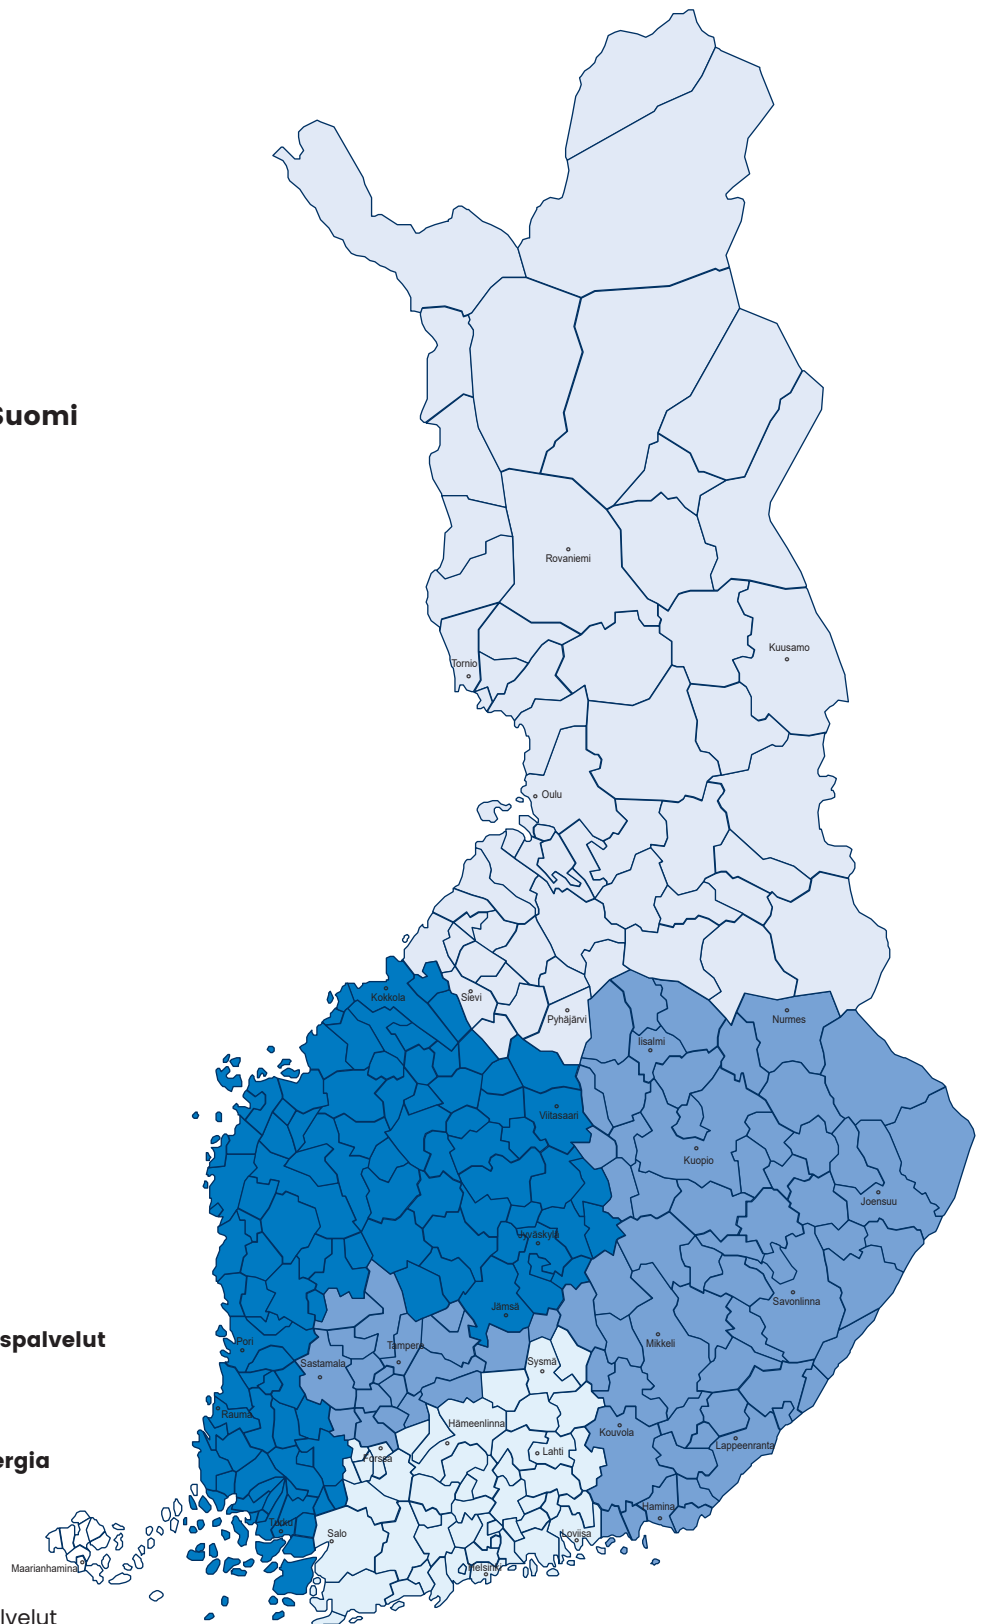 Suomi
Rovaniemi
Kuusamo
Tornio
Oulu
Kokkola
Sievi
Pyhäjärvi
Nurmes
Iisalmi
Viitasaari
Kuopio
Joensuu
Jyväskylä
Savonlinna
Jämsä
spalvelut
Pori
Tampere
Mikkeli
Sastamala
Sysmä
Rauma
Hämeenlinna
Kouvola
Lappeenranta
Lahti
Forssa
ergia
Hamina
Turku
Salo
Loviisa
Maarianhamina
Helsinki
lvelut